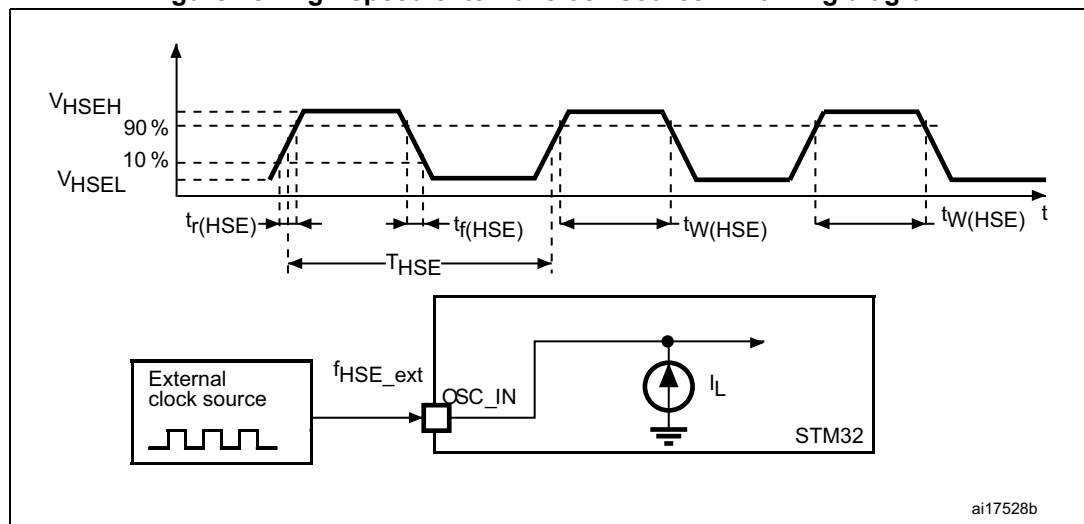 V_HSEH
90 %
10 %
V_HSEL
t_r(HSE)
t_f(HSE)
t_W(HSE)
t_W(HSE)
t
T_HSE
f_HSE_ext
External
clock source
OSC_IN
I_L
STM32
ai17528b